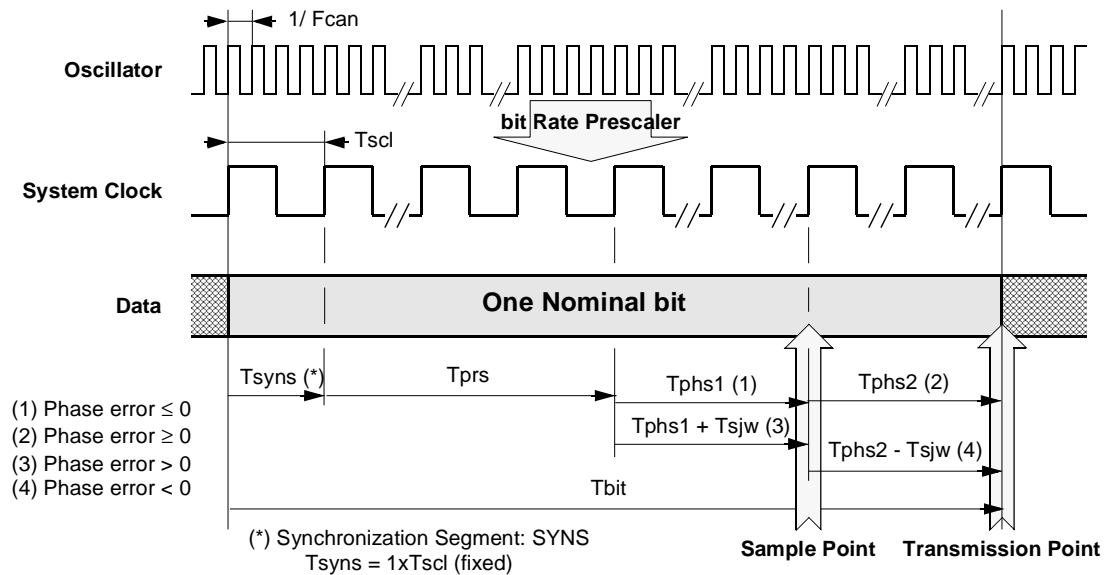 1/ Fcan
Oscillator
bit Rate Prescaler
Tscl
System Clock
Data
One Nominal bit
Tsyns (*)
Tprs
Tphs1 (1)
Tphs2 (2)
(1) Phase error ≤ 0
(2) Phase error ≥ 0
(3) Phase error > 0
(4) Phase error < 0
Tphs1 + Tsjw (3)
Tphs2 - Tsjw (4)
Tbit
(*) Synchronization Segment: SYNS
Tsyns = 1xTscl (fixed)
Sample Point
Transmission Point